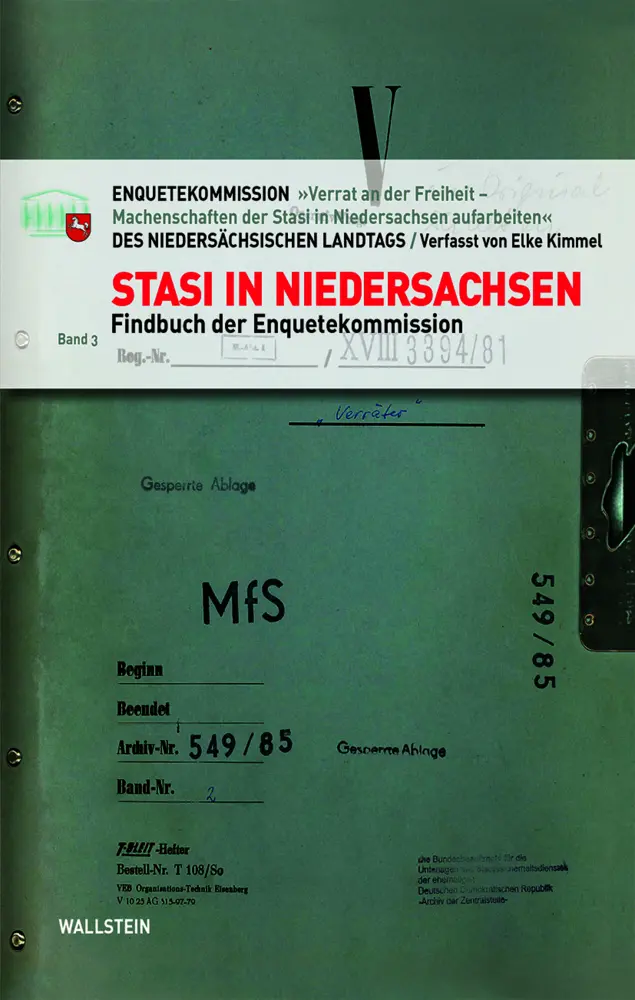 V
ENQUETEKOMMISSION »Verrat an der Freiheit –
Machenschaften der Stasi in Niedersachsen aufarbeiten«
DES NIEDERSÄCHSISCHEN LANDTAGS / Verfasst von Elke Kimmel
STASI IN NIEDERSACHSEN
Findbuch der Enquetekommission
Band 3
Reg.-Nr. / XVIII 3394/81
„Verräter“
Gesperrte Ablage
MfS
549/85
Beginn
Beendet
Archiv-Nr. 549/85
Gesperrte Ablage
Band-Nr. 2
-Hefter
Bestell-Nr. T 108/So
VEB Organisations-Technik Eisenberg
V 10 25 AG
für die
der
Deutschen Demokratischen Republik
-Archiv der Zentralstelle-
WALLSTEIN